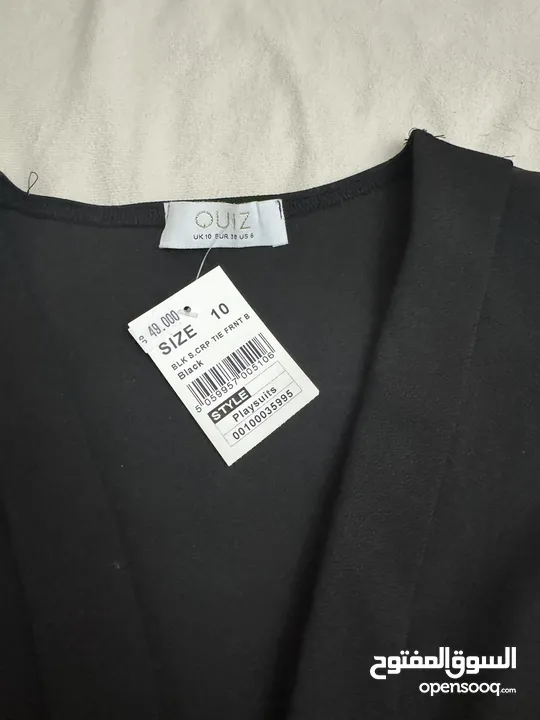 QUIZ
UK 10 EUR 38 US 6
49.000
SIZE 10
BLK S.CRP TIE FRNT B
Black
5 059957 005106
STYLE
Playsuits
00100035995
السوق المفتوح
opensooq.com